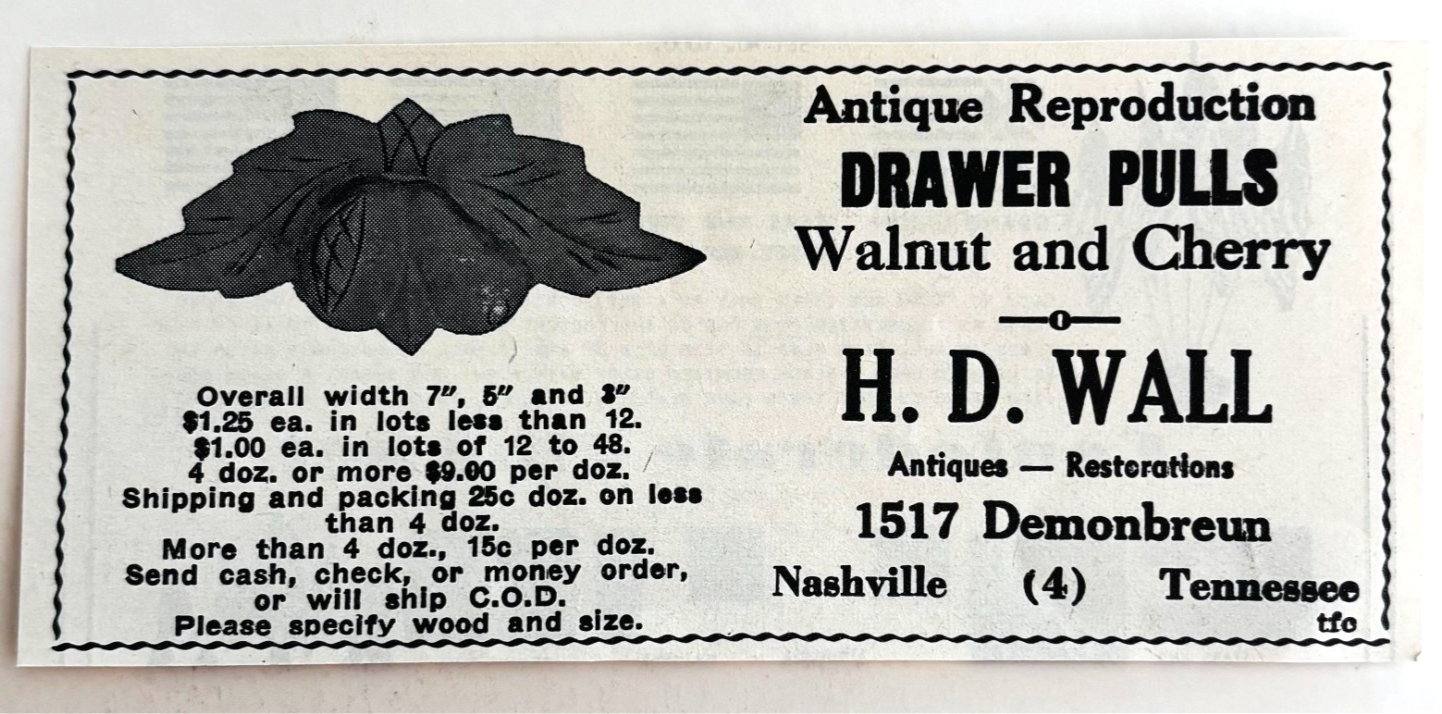 Overall width 7", 5" and 3"
$1.25 ea. in lots less than 12.
$1.00 ea. in lots of 12 to 48.
4 doz. or more $9.00 per doz.
Shipping and packing 25c doz. on less
than 4 doz.
More than 4 doz., 15c per doz.
Send cash, check, or money order,
or will ship C.O.D.
Please specify wood and size.
Antique Reproduction
DRAWER PULLS
Walnut and Cherry
H. D. WALL
Antiques — Restorations
1517 Demonbreun
Nashville (4) Tennessee
tfc